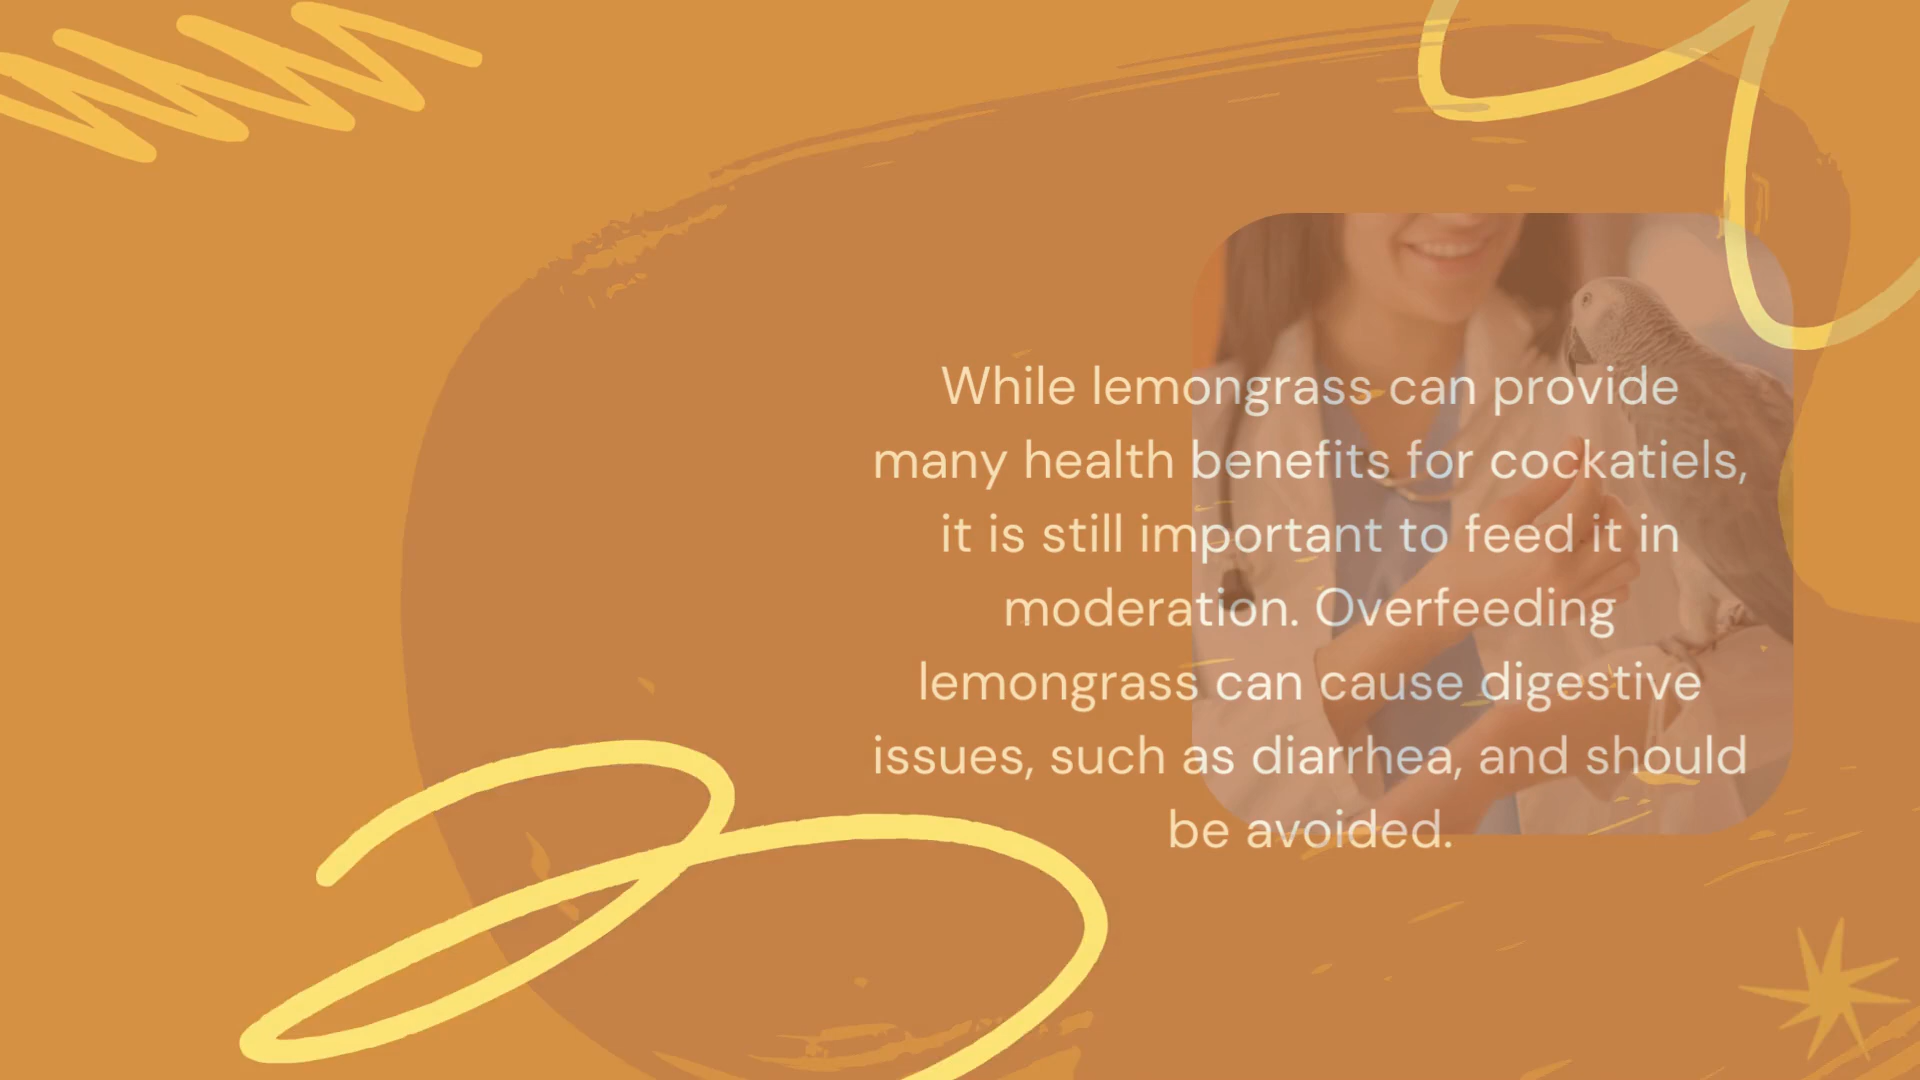 While lemongrass can provide
many health benefits for cockatiels,
it is still important to feed it in
moderation. Overfeeding
lemongrass can cause digestive
issues, such as diarrhea, and should
be avoided.